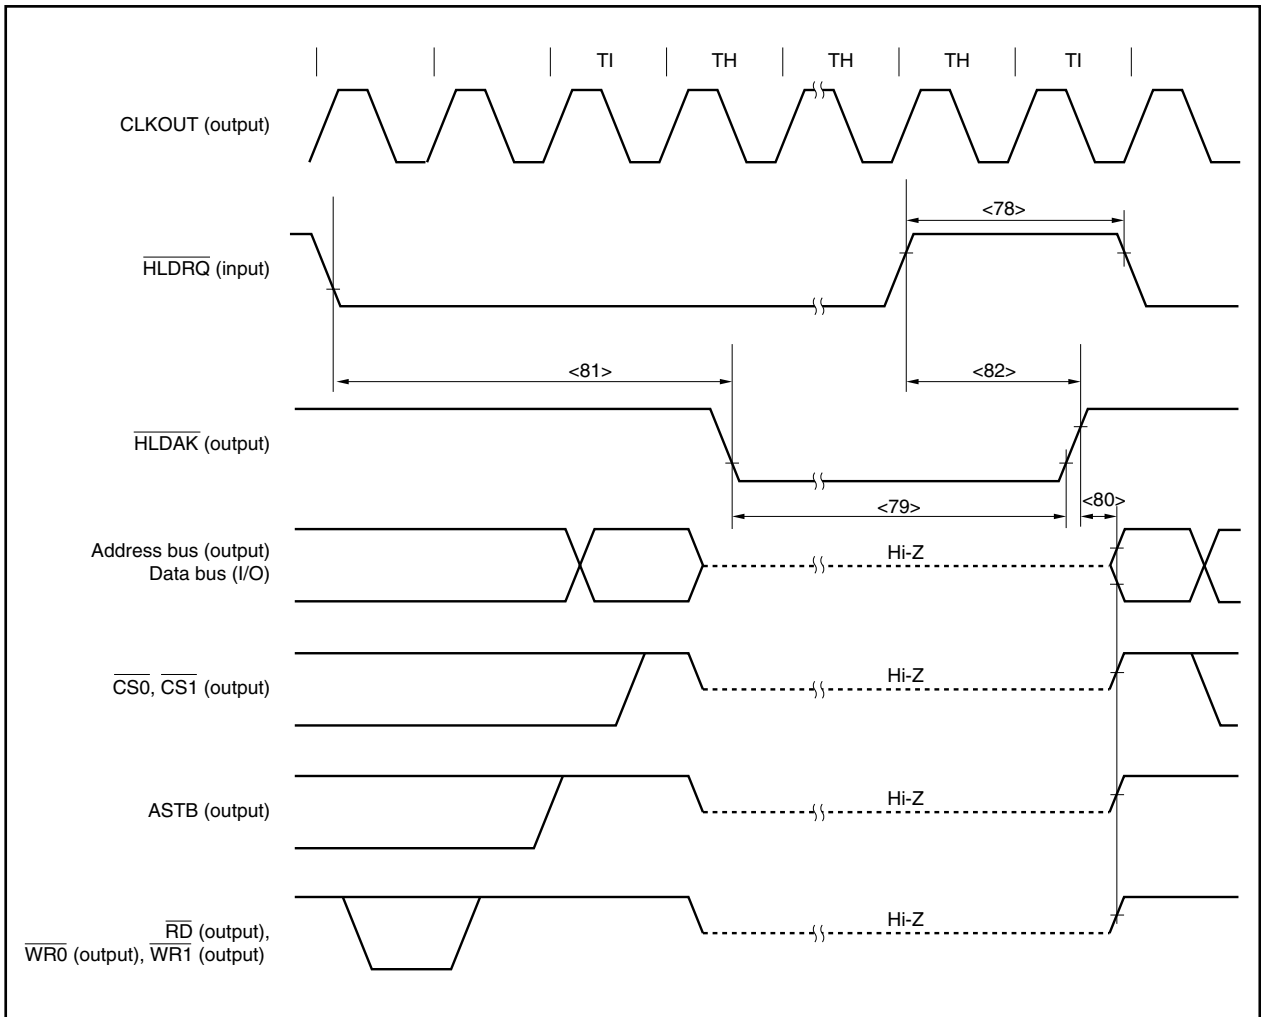 TI TH TH TH TI
CLKOUT (output)
<78>
HLDRQ (input)
<81> <82>
HLDAK (output)
<79> <80>
Address bus (output)
Data bus (I/O)
Hi-Z
CS0, CS1 (output)
Hi-Z
ASTB (output)
Hi-Z
RD (output),
WR0 (output), WR1 (output)
Hi-Z